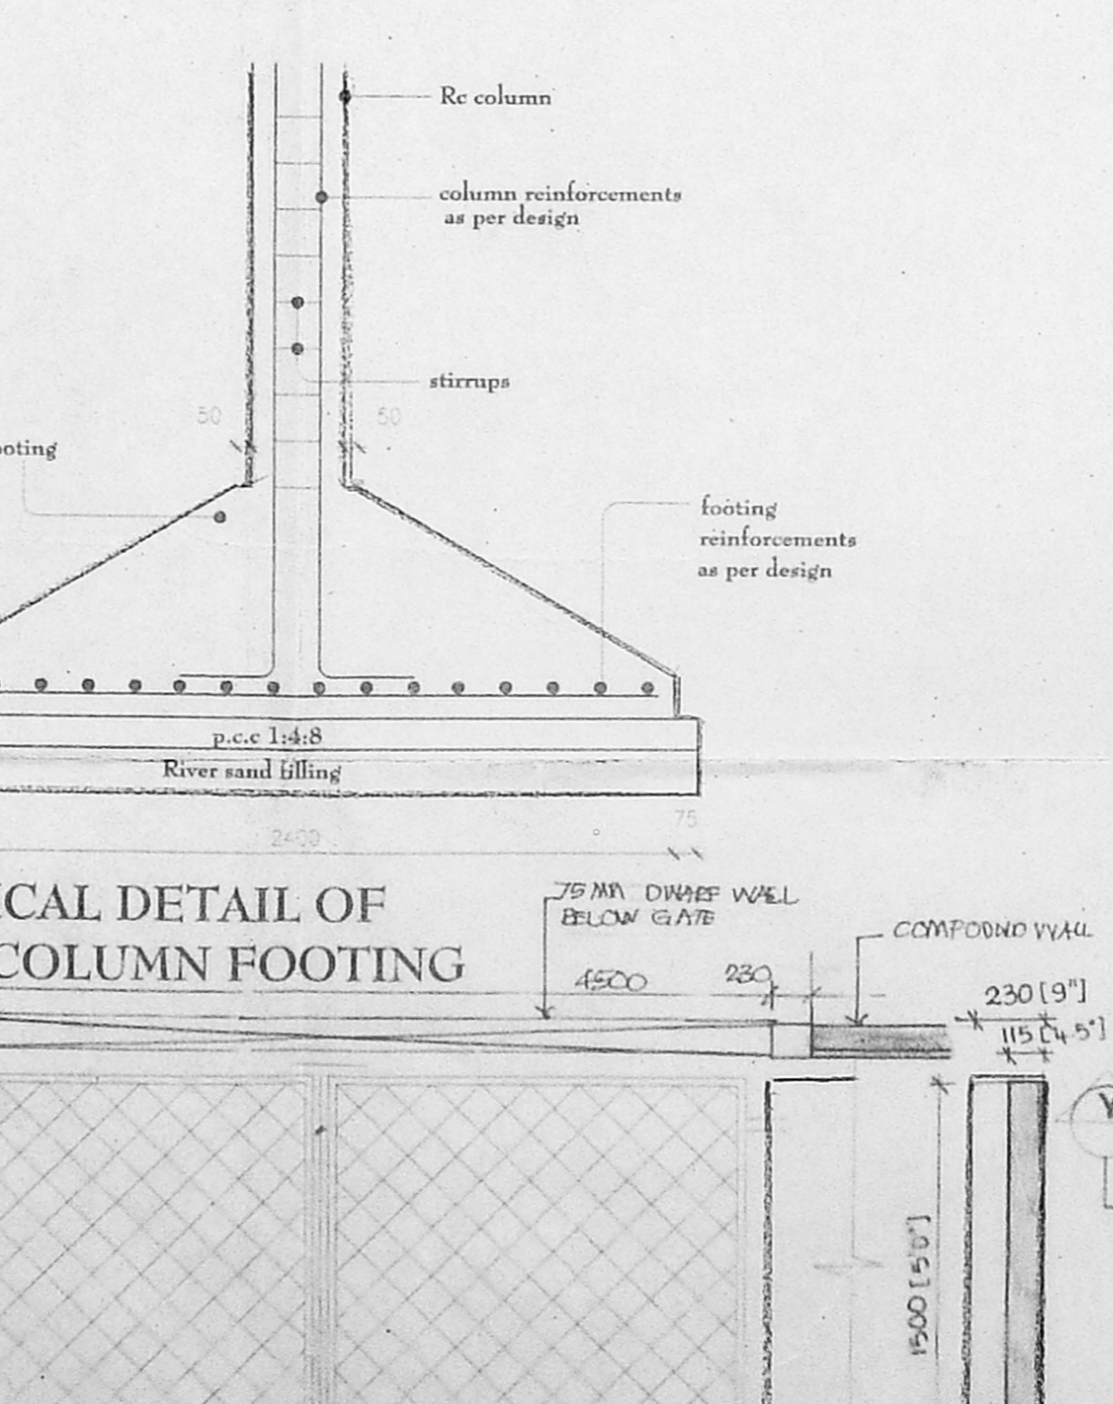 Rc column
column reinforcements
as per design
stirrups
50
50
ooting
footing
reinforcements
as per design
p.c.c 1:4:8
River sand filling
75
2400
ICAL DETAIL OF
COLUMN FOOTING
75 MM DWARF WALL
BELOW GATE
COMPOUND WALL
4500
230
230 [9"]
115 [4.5"]
1500 [5'0"]